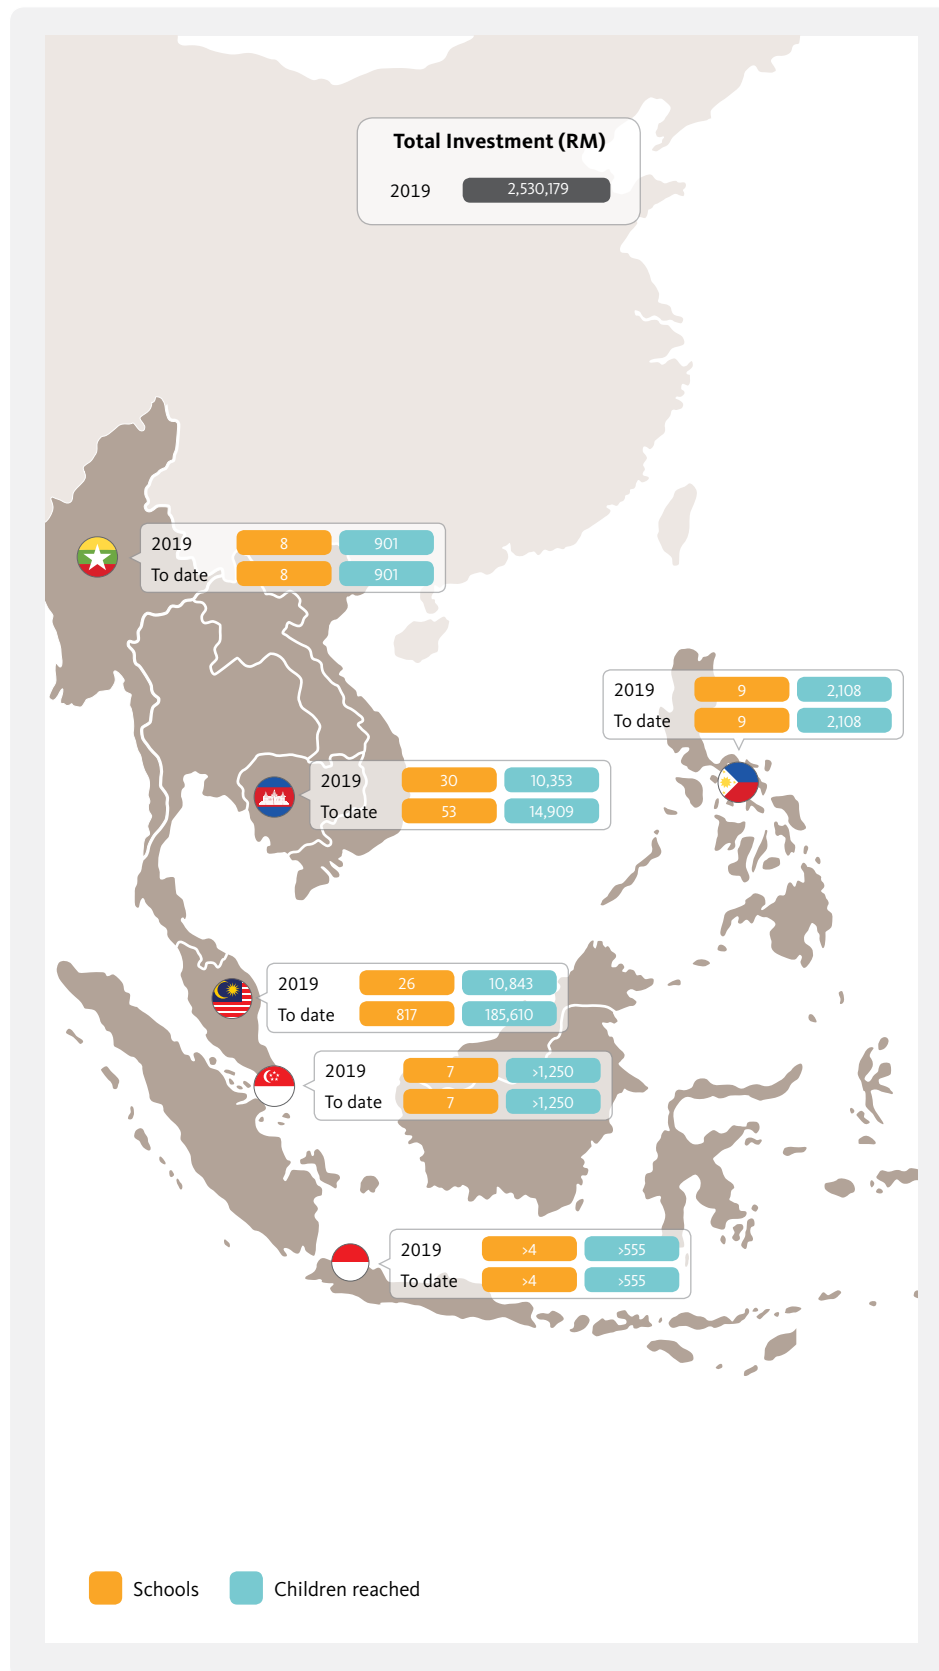 Total Investment (RM)
2019 2,530,179
2019 8 901
To date 8 901
2019 9 2,108
To date 9 2,108
2019 30 10,353
To date 53 14,909
2019 26 10,843
To date 817 185,610
2019 7 >1,250
To date 7 >1,250
2019 >4 >555
To date >4 >555
Schools Children reached